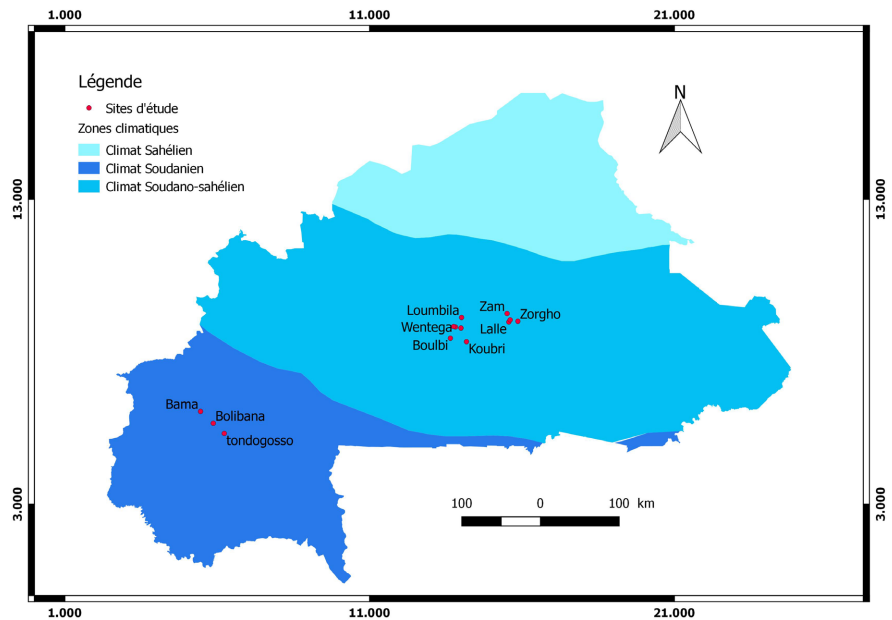 1.000 11.000 21.000
Légende
Sites d'étude
Zones climatiques
Climat Sahélien
Climat Soudanien
Climat Soudano-sahélien
N
13.000 13.000
Zam
Loumbila Zorgho
Wentega Lalle
Boulbi Koubri
Bama
Bolibana
tondogosso
100 0 100 km
3.000 3.000
1.000 11.000 21.000